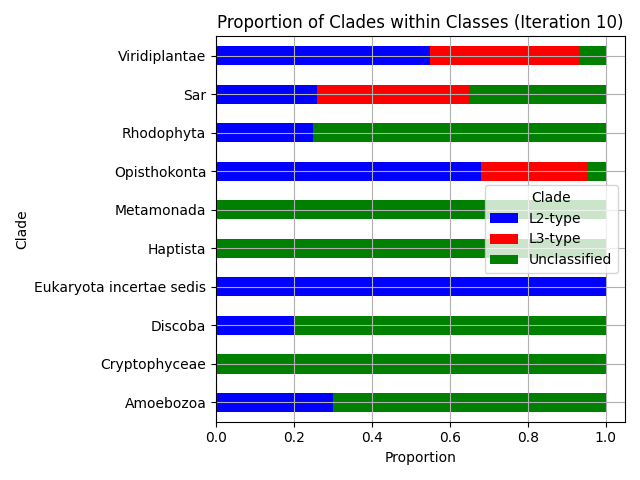 Proportion of Clades within Classes (Iteration 10)
Viridiplantae
Sar
Rhodophyta
Opisthokonta
Metamonada
Haptista
Eukaryota incertae sedis
Discoba
Cryptophyceae
Amoebozoa
Clade
Clade
L2-type
L3-type
Unclassified
0.0 0.2 0.4 0.6 0.8 1.0
Proportion